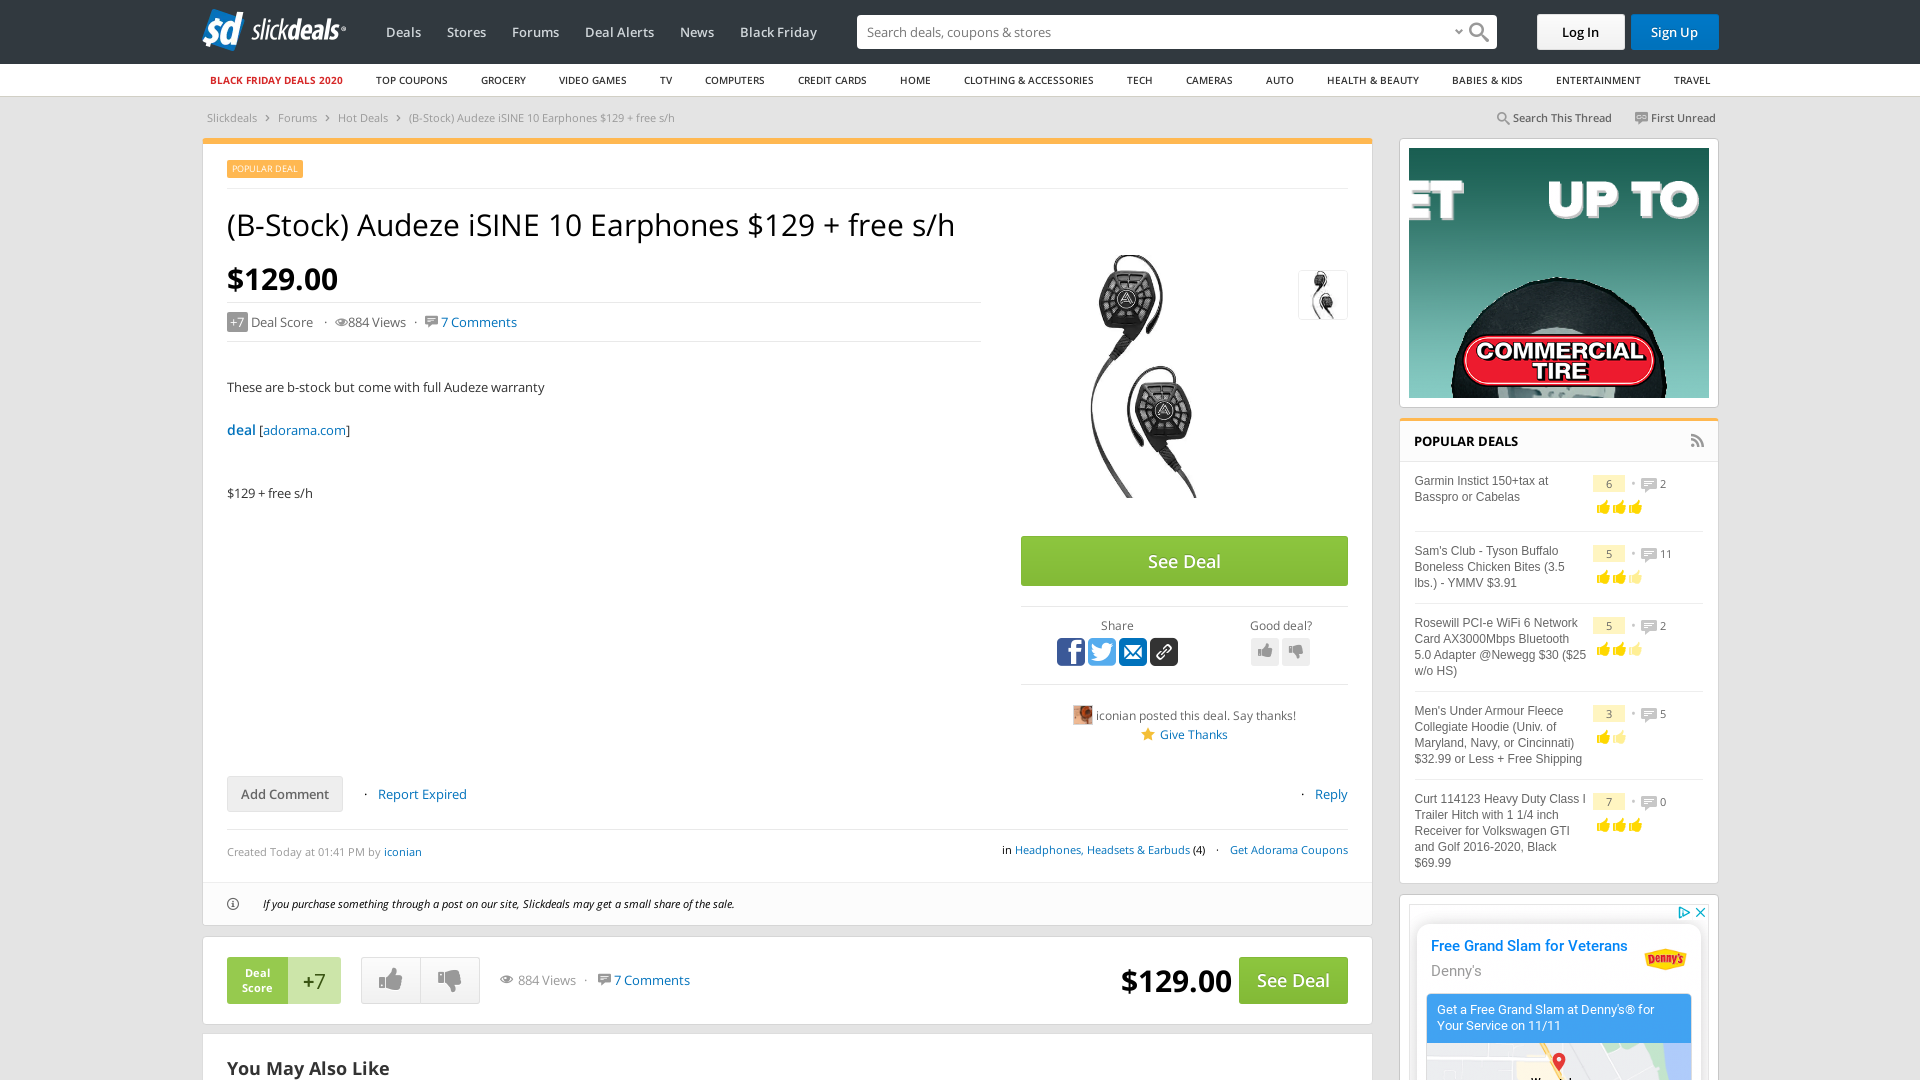 slickdeals
Deals
Stores
Forums
Deal Alerts
News
Black Friday
Search deals, coupons & shopping
Log In
Sign Up
BLACK FRIDAY DEALS 2020
TOP COUPONS
GROCERY
VIDEO GAMES
TV
COMPUTERS
CREDIT CARDS
HOME
CLOTHING & ACCESSORIES
TECH
CAMERAS
AUTO
HEALTH & BEAUTY
BABIES & KIDS
ENTERTAINMENT
TRAVEL
Slickdeals > Forums > Hot Deals > (B-Stock) Audeze iSINE 10 Earphones $129 + free s/h
Search This Thread
First Unread
POPULAR DEAL
(B-Stock) Audeze iSINE 10 Earphones $129 + free s/h
$129.00
+7 Deal Score · 884 Views · 7 Comments
These are b-stock but come with full Audeze warranty
deal [adorama.com]
$129 + free s/h
See Deal
Share
Good deal?
iconian posted this deal. Say thanks!
Give Thanks
Add Comment · Report Expired
· Reply
Created Today at 01:41 PM by iconian
in Headphones, Headsets & Earbuds (4) · Get Adorama Coupons
If you purchase something through a post on our site, Slickdeals may get a small share of the sale.
Deal
Score
+7
884 Views · 7 Comments
$129.00
See Deal
You May Also Like
ET UP TO
COMMERCIAL
TIRE
POPULAR DEALS
Garmin Instict 150+tax at
Basspro or Cabelas
6 • 2
Sam's Club - Tyson Buffalo
Boneless Chicken Bites (3.5
lbs.) - YMMV $3.91
5 • 11
Rosewill PCI-e WiFi 6 Network
Card AX3000Mbps Bluetooth
5.0 Adapter @Newegg $30 ($25
w/o HS)
5 • 2
Men's Under Armour Fleece
Collegiate Hoodie (Univ. of
Maryland, Navy, or Cincinnati)
$32.99 or Less + Free Shipping
3 • 5
Curt 114123 Heavy Duty Class I
Trailer Hitch with 1 1/4 inch
Receiver for Volkswagen GTI
and Golf 2016-2020, Black
$69.99
7 • 0
Free Grand Slam for Veterans
Denny's
Denny's
Get a Free Grand Slam at Denny's® for
Your Service on 11/11